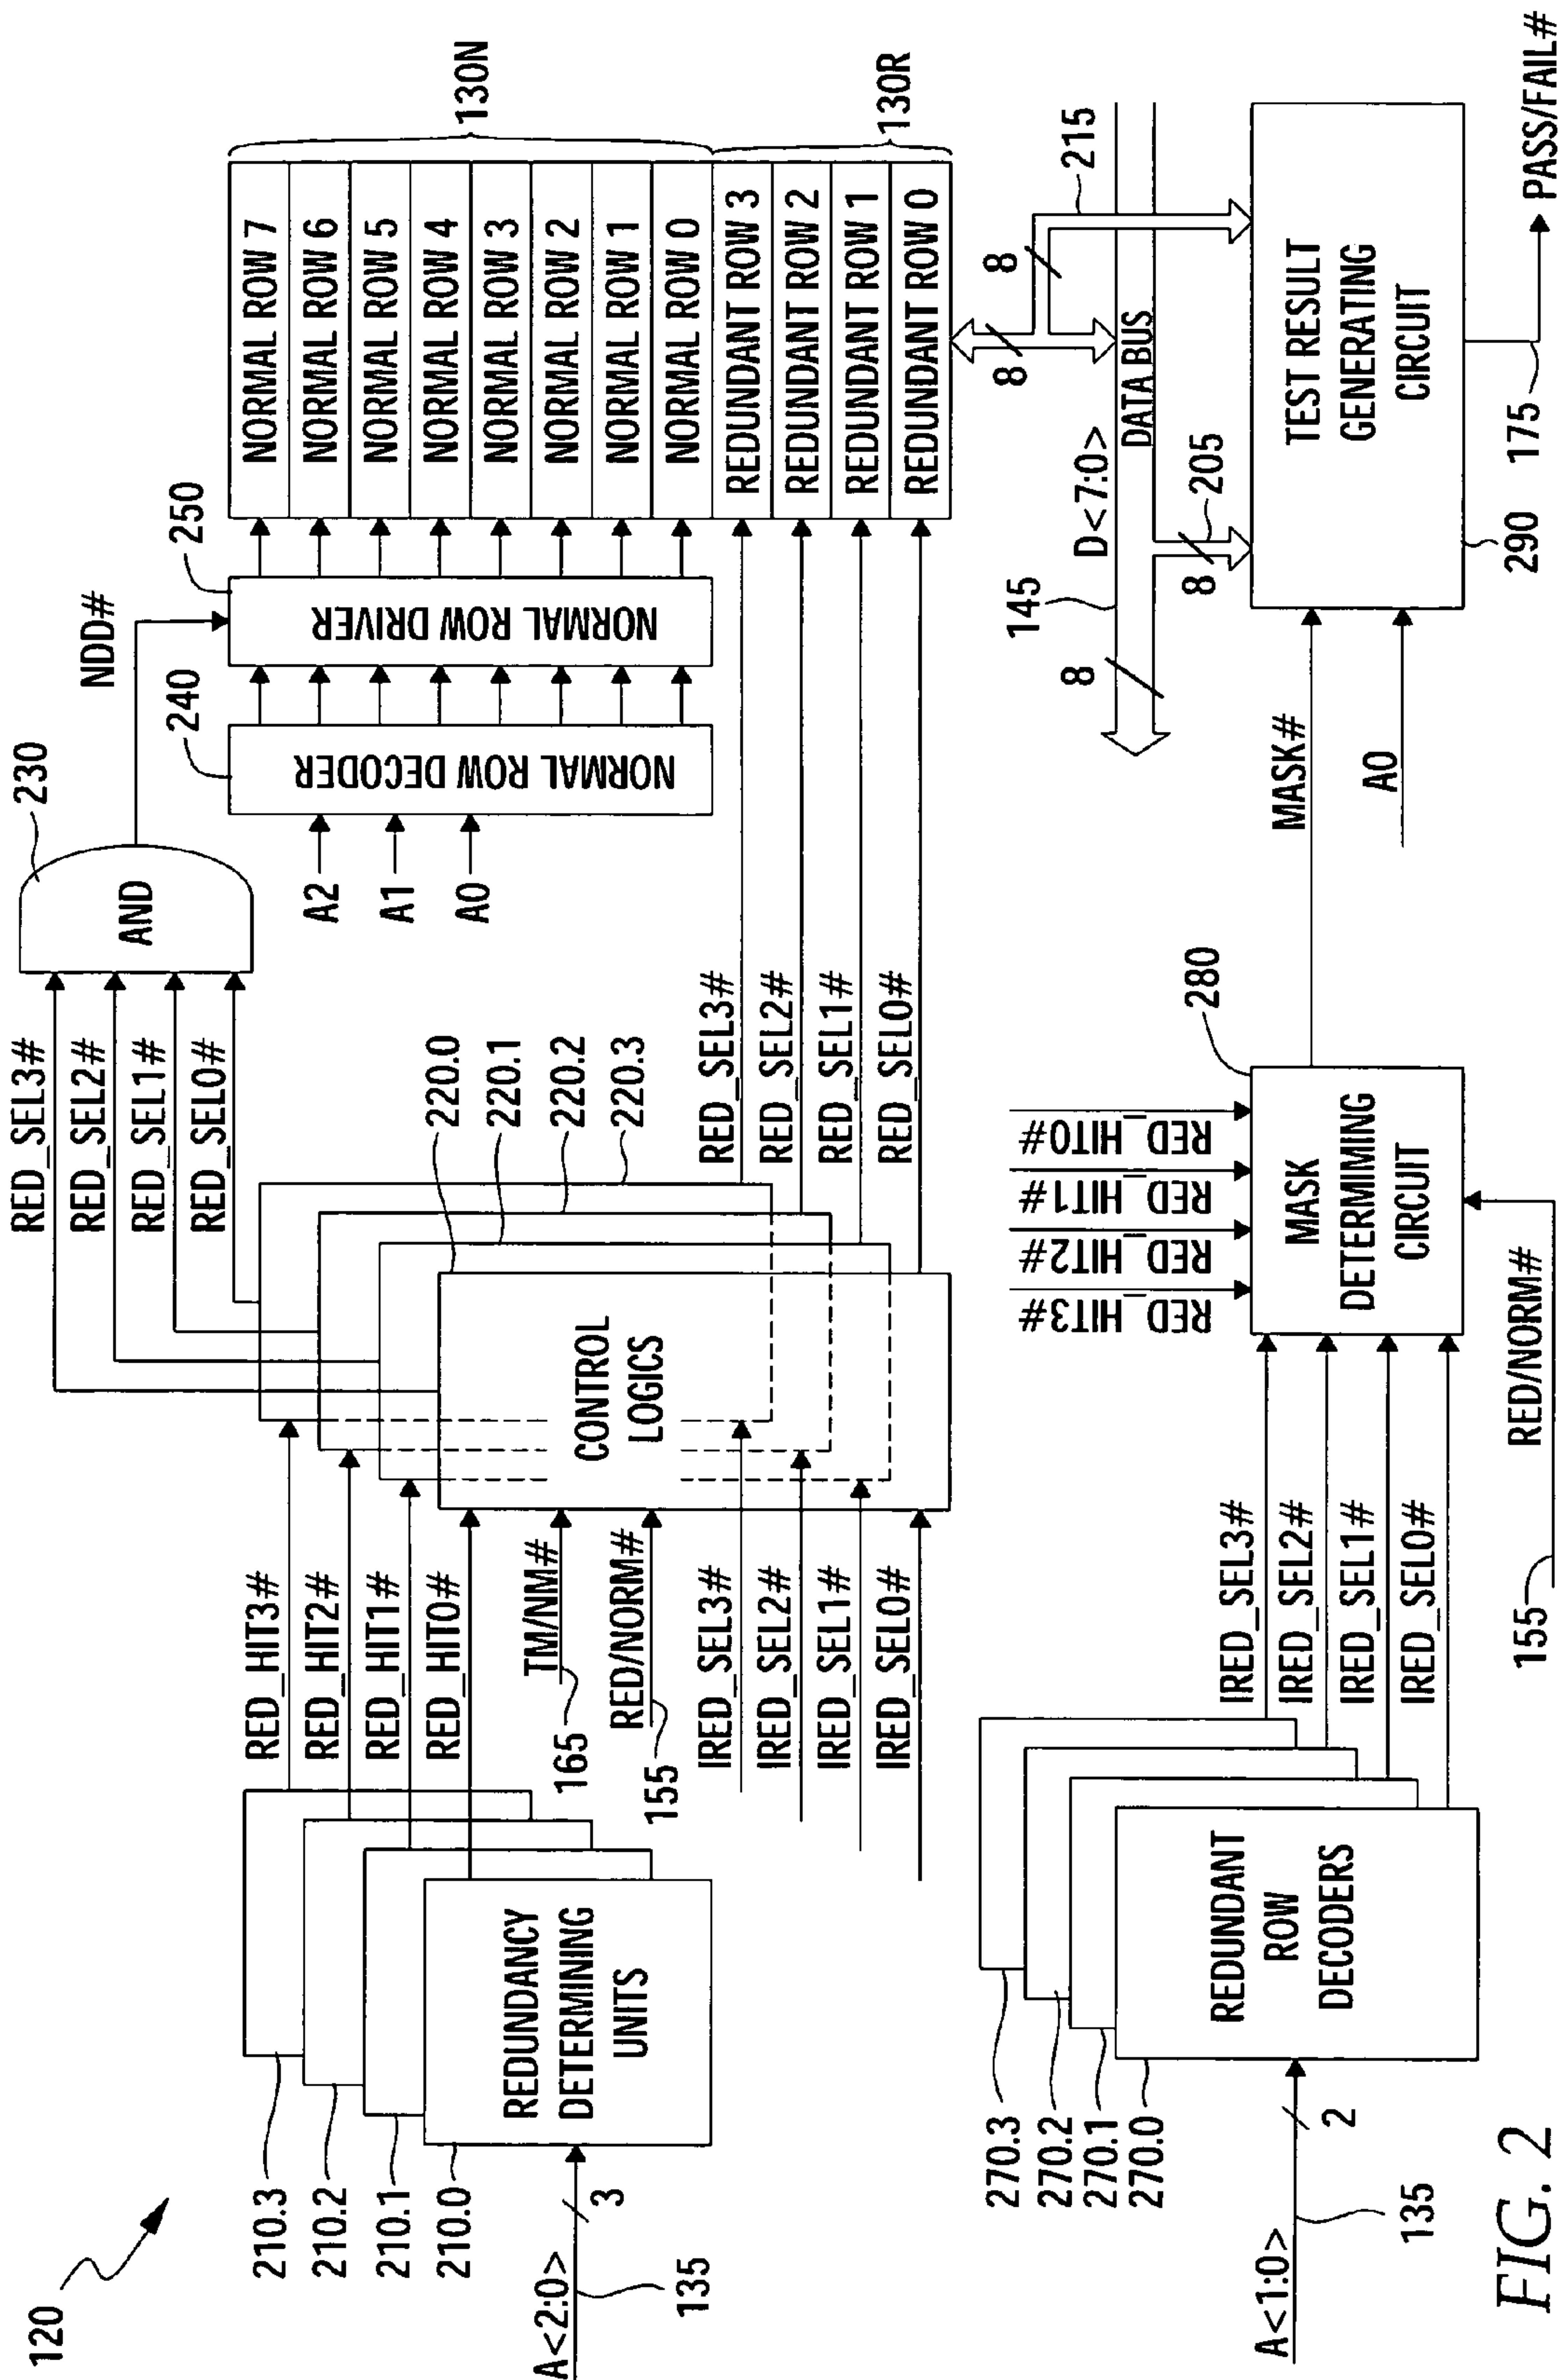 120
210.3
210.2
210.1
210.0
A<2:0>
3
135
REDUNDANCY
DETERMINING
UNITS
RED_HIT3#
RED_HIT2#
RED_HIT1#
RED_HIT0#
TM/NM#
165
RED/NORM#
155
IRED_SEL3#
IRED_SEL2#
IRED_SEL1#
IRED_SEL0#
CONTROL
LOGICS
220.0
220.1
220.2
220.3
RED_SEL3#
RED_SEL2#
RED_SEL1#
RED_SEL0#
AND
230
NDD#
A2
A1
A0
240
NORMAL ROW DECODER
250
NORMAL ROW DRIVER
RED_SEL3#
RED_SEL2#
RED_SEL1#
RED_SEL0#
NORMAL ROW 7
NORMAL ROW 6
NORMAL ROW 5
NORMAL ROW 4
NORMAL ROW 3
NORMAL ROW 2
NORMAL ROW 1
NORMAL ROW 0
REDUNDANT ROW 3
REDUNDANT ROW 2
REDUNDANT ROW 1
REDUNDANT ROW 0
130N
130R
270.3
270.2
270.1
270.0
A<1:0>
2
135
REDUNDANT
ROW
DECODERS
IRED_SEL3#
IRED_SEL2#
IRED_SEL1#
IRED_SEL0#
155
RED/NORM#
RED_HIT3#
RED_HIT2#
RED_HIT1#
RED_HIT0#
280
MASK
DETERMIMING
CIRCUIT
MASK#
A0
145
8
D<7:0>
DATA BUS
8
205
8
8
215
TEST RESULT
GENERATING
CIRCUIT
290
175
PASS/FAIL#
FIG. 2